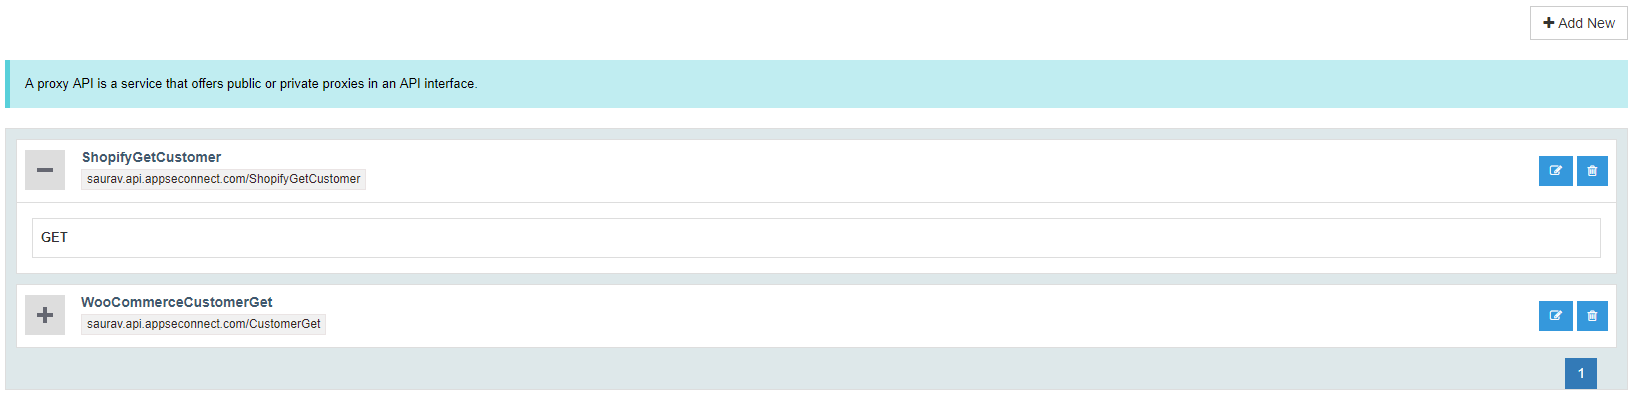 Add New
A proxy API is a service that offers public or private proxies in an API interface.
ShopifyGetCustomer
saurav.api.appseconnect.com/ShopifyGetCustomer
GET
WooCommerceCustomerGet
saurav.api.appseconnect.com/CustomerGet
1